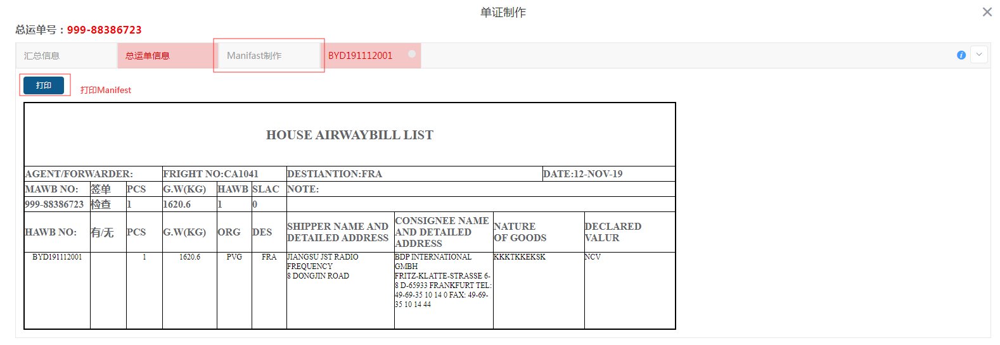 单证制作
总运单号：999-88386723
汇总信息 总运单信息 Manifast制作 BYD191112001
打印 打印Manifest
HOUSE AIRWAYBILL LIST
AGENT/FORWARDER: FRIGHT NO:CA1041 DESTIANTION:FRA DATE:12-NOV-19
MAWB NO: 签单 PCS G.W(KG) HAWB SLAC NOTE:
999-88386723 检查 1 1620.6 1 0
HAWB NO: 有/无 PCS G.W(KG) ORG DES
SHIPPER NAME AND
DETAILED ADDRESS
CONSIGNEE NAME
AND DETAILED
ADDRESS
NATURE
OF GOODS
DECLARED
VALUR
BYD191112001 1 1620.6 PVG FRA
JIANGSU JST RADIO
FREQUENCY
8 DONGJIN ROAD
BDP INTERNATIONAL
GMBH
FRITZ-KLATTE-STRASSE 6-
8 D-65933 FRANKFURT TEL:
49-69-35 10 14 0 FAX: 49-69-
35 10 14 44
KKKTKKEKSK
NCV